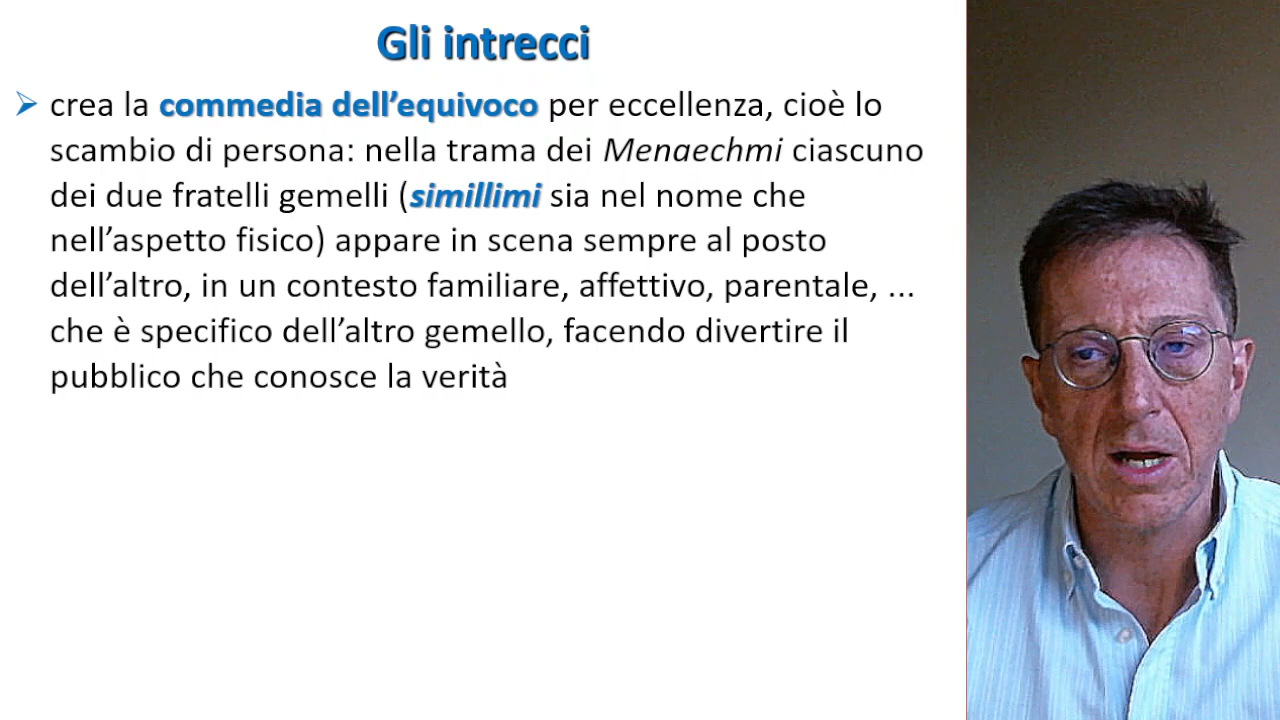 Gli intrecci
➢ crea la commedia dell’equivoco per eccellenza, cioè lo
scambio di persona: nella trama dei Menaechmi ciascuno
dei due fratelli gemelli (simillimi sia nel nome che
nell’aspetto fisico) appare in scena sempre al posto
dell’altro, in un contesto familiare, affettivo, parentale, ...
che è specifico dell’altro gemello, facendo divertire il
pubblico che conosce la verità